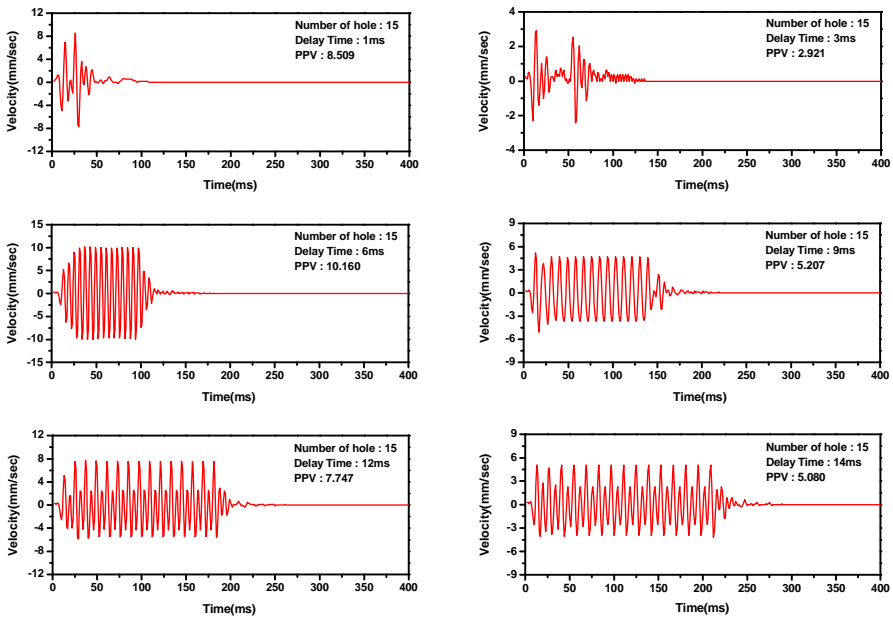 12
8
4
0
-4
-8
-12
Velocity(mm/sec)
Number of hole : 15
Delay Time : 1ms
PPV : 8.509
0 50 100 150 200 250 300 350 400
Time(ms)
4
2
0
-2
-4
Velocity(mm/sec)
Number of hole : 15
Delay Time : 3ms
PPV : 2.921
0 50 100 150 200 250 300 350 400
Time(ms)
15
10
5
0
-5
-10
-15
Velocity(mm/sec)
Number of hole : 15
Delay Time : 6ms
PPV : 10.160
0 50 100 150 200 250 300 350 400
Time(ms)
9
6
3
0
-3
-6
-9
Velocity(mm/sec)
Number of hole : 15
Delay Time : 9ms
PPV : 5.207
0 50 100 150 200 250 300 350 400
Time(ms)
12
8
4
0
-4
-8
-12
Velocity(mm/sec)
Number of hole : 15
Delay Time : 12ms
PPV : 7.747
0 50 100 150 200 250 300 350 400
Time(ms)
9
6
3
0
-3
-6
-9
Velocity(mm/sec)
Number of hole : 15
Delay Time : 14ms
PPV : 5.080
0 50 100 150 200 250 300 350 400
Time(ms)